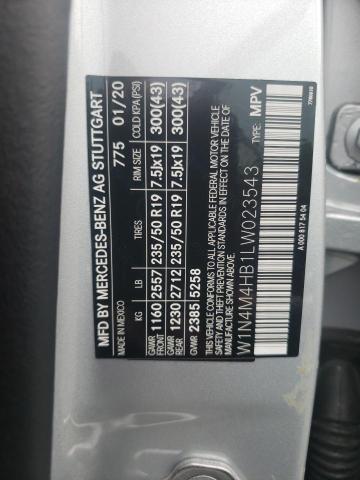 MFD BY MERCEDES-BENZ AG STUTTGART
MADE IN MEXICO 775 01/20
KG LB TIRES RIM SIZE COLD KPA(PSI)
GAWR FRONT 1160 2557 235/50 R19 7.5Jx19 300(43)
GAWR REAR 1230 2712 235/50 R19 7.5Jx19 300(43)
GVWR 2385 5258
THIS VEHICLE CONFORMS TO ALL APPLICABLE FEDERAL MOTOR VEHICLE
SAFETY AND THEFT PREVENTION STANDARDS
IN EFFECT ON THE DATE OF MANUFACTURE
W1N4M4HB1LW023543 TYPE: MPV
A 000 817 54 04